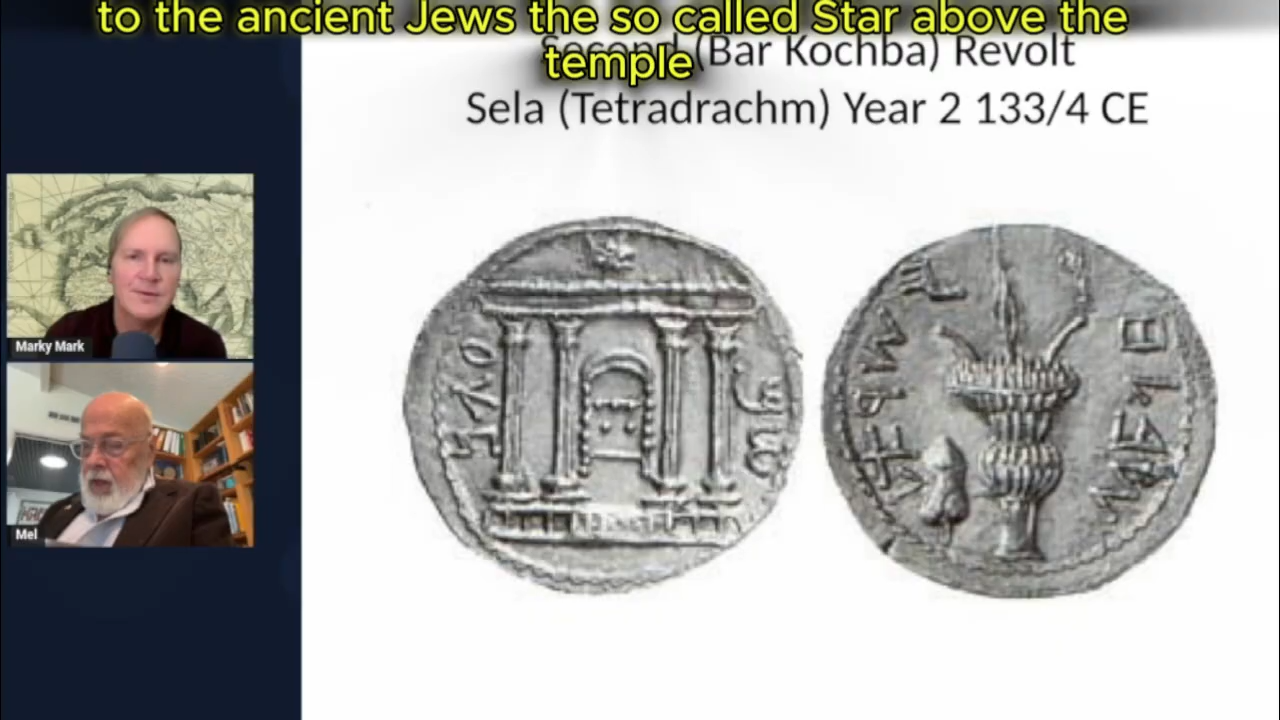 to the ancient Jews the so called Star above the
temple
Second (Bar Kochba) Revolt
Sela (Tetradrachm) Year 2 133/4 CE
Marky Mark
Mel